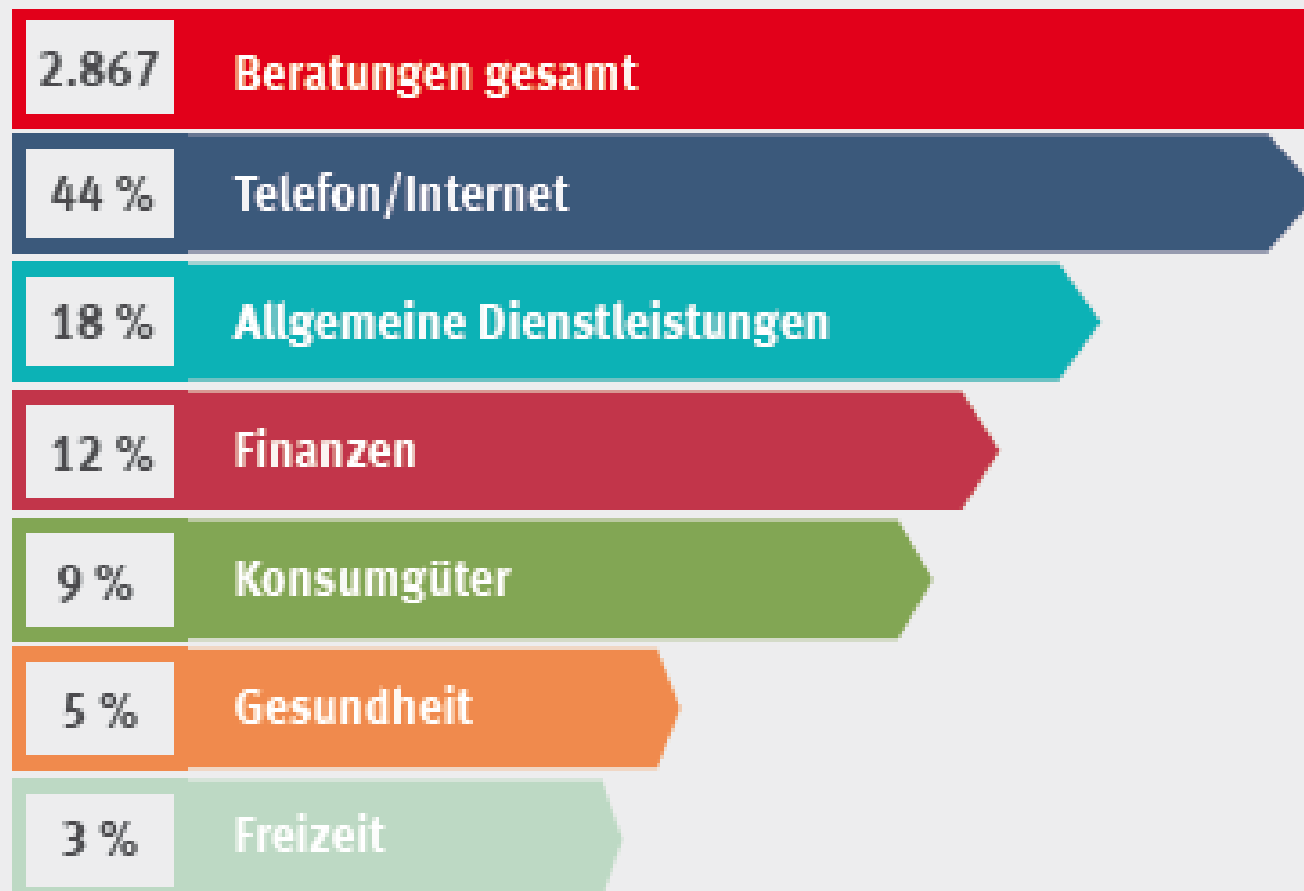 2.867 Beratungen gesamt
44 % Telefon/Internet
18 % Allgemeine Dienstleistungen
12 % Finanzen
9 % Konsumgüter
5 % Gesundheit
3 % Freizeit